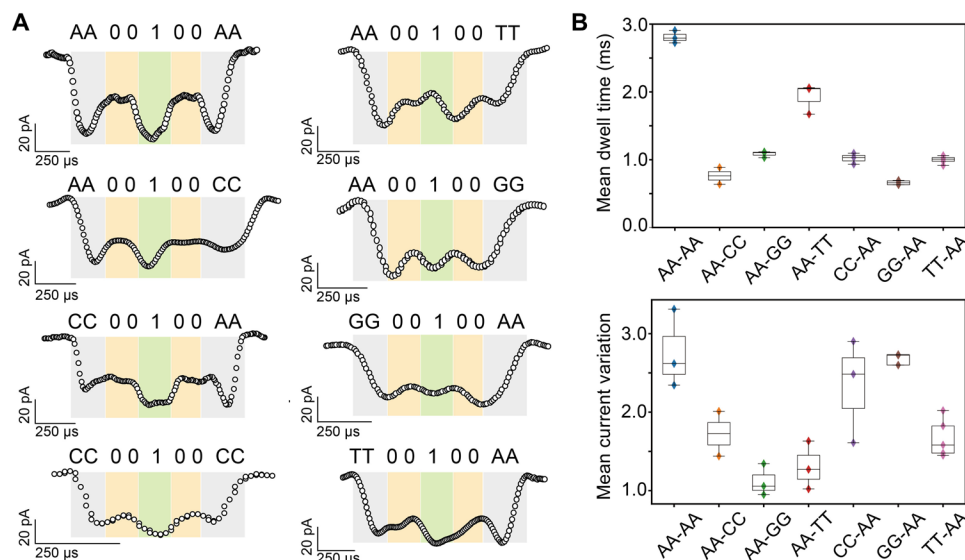 A
AA 0 0 1 0 0 AA
20 pA
250 µs
AA 0 0 1 0 0 TT
20 pA
250 µs
AA 0 0 1 0 0 CC
20 pA
250 µs
AA 0 0 1 0 0 GG
20 pA
250 µs
CC 0 0 1 0 0 AA
20 pA
250 µs
GG 0 0 1 0 0 AA
20 pA
250 µs
CC 0 0 1 0 0 CC
20 pA
250 µs
TT 0 0 1 0 0 AA
20 pA
250 µs
B
Mean dwell time (ms)
3.0
2.0
1.0
0.0
AA-AA
AA-CC
AA-GG
AA-TT
CC-AA
GG-AA
TT-AA
Mean current variation
3.0
2.0
1.0
AA-AA
AA-CC
AA-GG
AA-TT
CC-AA
GG-AA
TT-AA